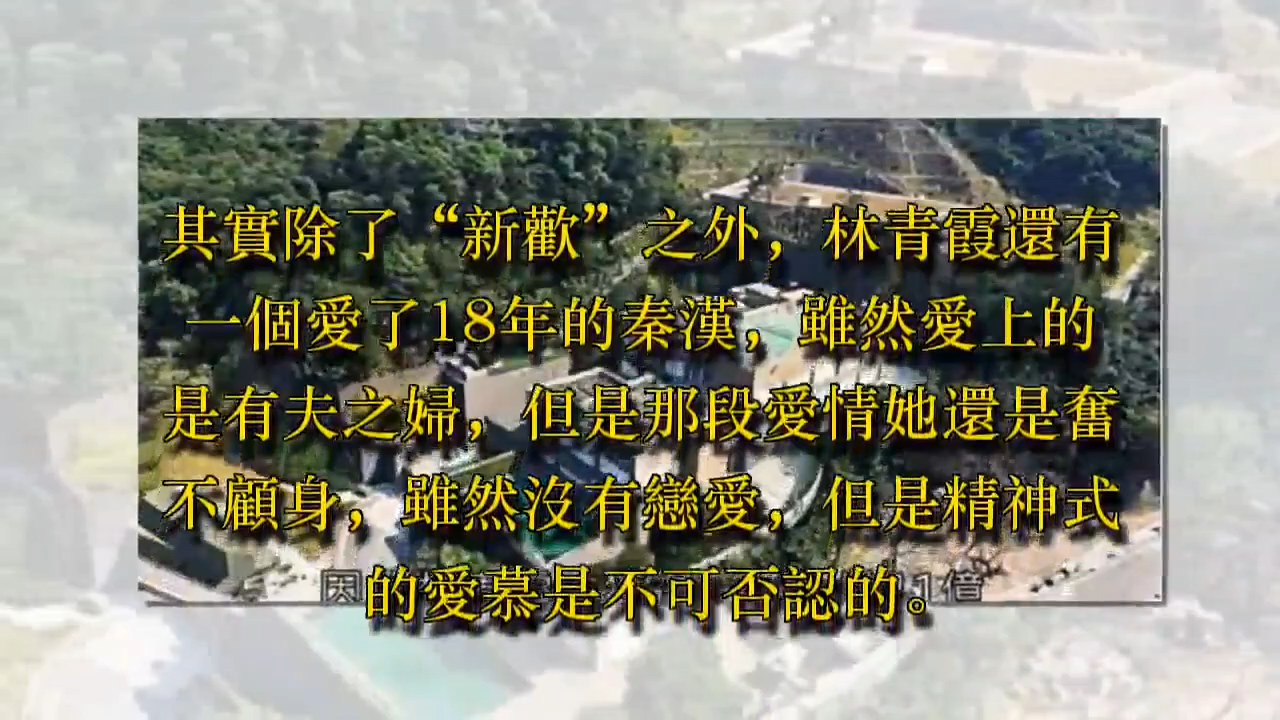 其實除了“新歡”之外，林青霞還有
一個愛了18年的秦漢，雖然愛上的
是有夫之婦，但是那段愛情她還是奮
不顧身，雖然沒有戀愛，但是精神式
的愛慕是不可否認的。
因
1倍